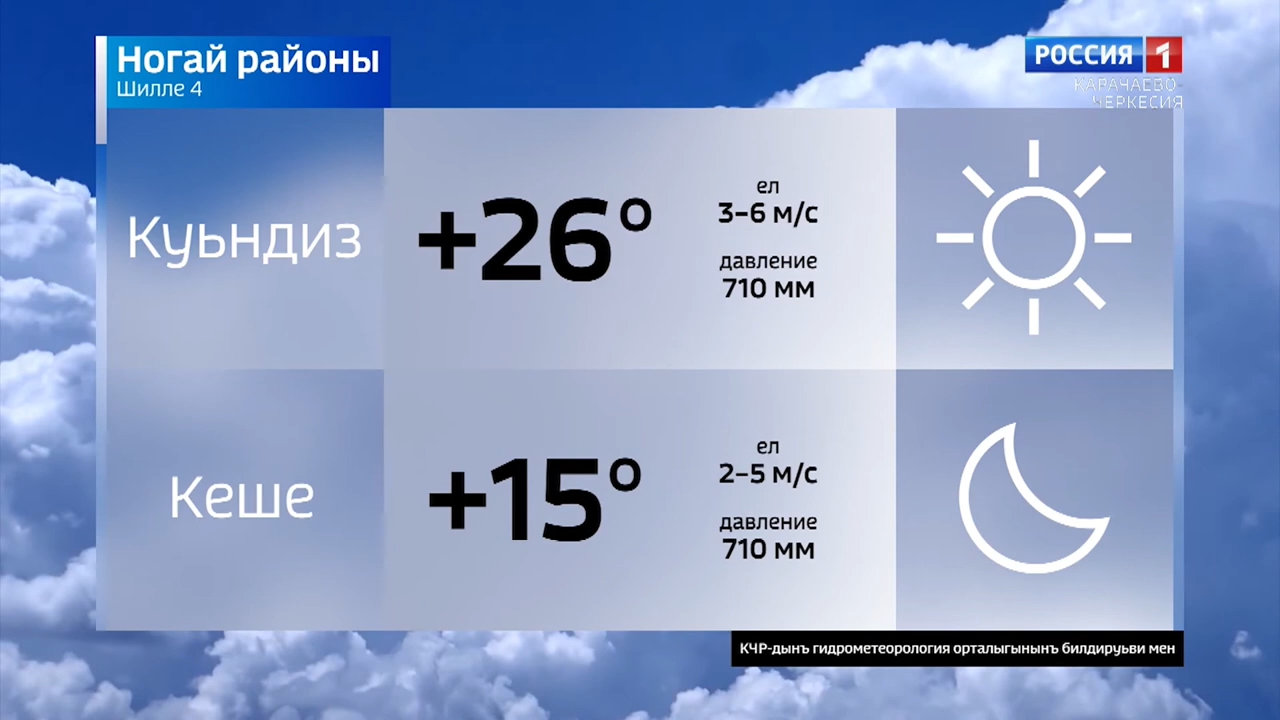 Ногай районы
Шилле 4
РОССИЯ 1
КАРАЧАЕВО-
ЧЕРКЕСИЯ
Куьндиз
+26°
ел
3-6 м/с
давление
710 мм
Кеше
+15°
ел
2-5 м/с
давление
710 мм
КЧР-дынъ гидрометеорология орталыгынынъ билдируьви мен